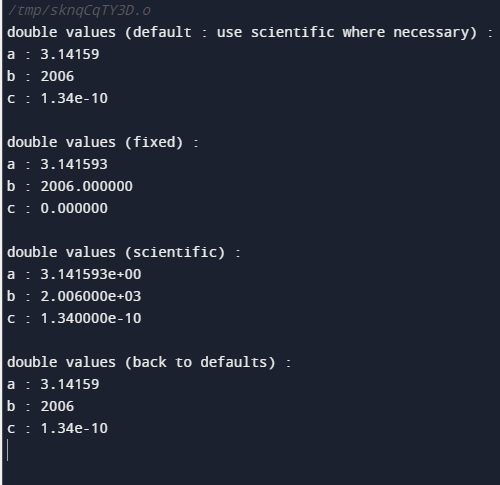 /tmp/sknqCqTY3D.o
double values (default : use scientific where necessary) :
a : 3.14159
b : 2006
c : 1.34e-10
double values (fixed) :
a : 3.141593
b : 2006.000000
c : 0.000000
double values (scientific) :
a : 3.141593e+00
b : 2.006000e+03
c : 1.340000e-10
double values (back to defaults) :
a : 3.14159
b : 2006
c : 1.34e-10